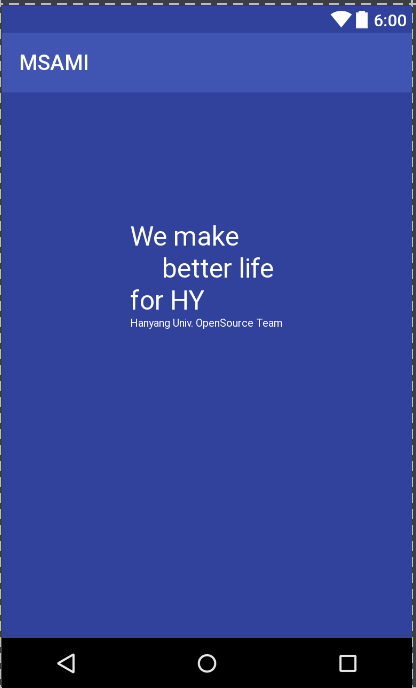 6:00
MSAMI
We make
better life
for HY
Hanyang Univ. OpenSource Team